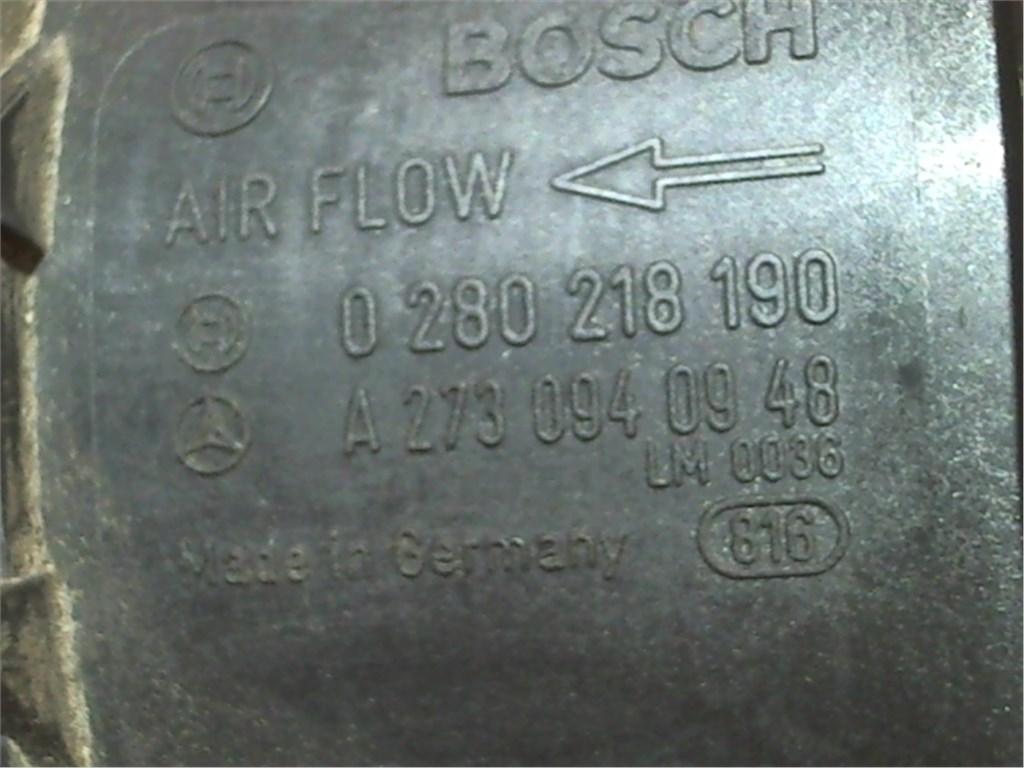 BOSCH
AIR FLOW
0 280 218 190
A 273 094 09 48
LM 0036
Made in Germany 816